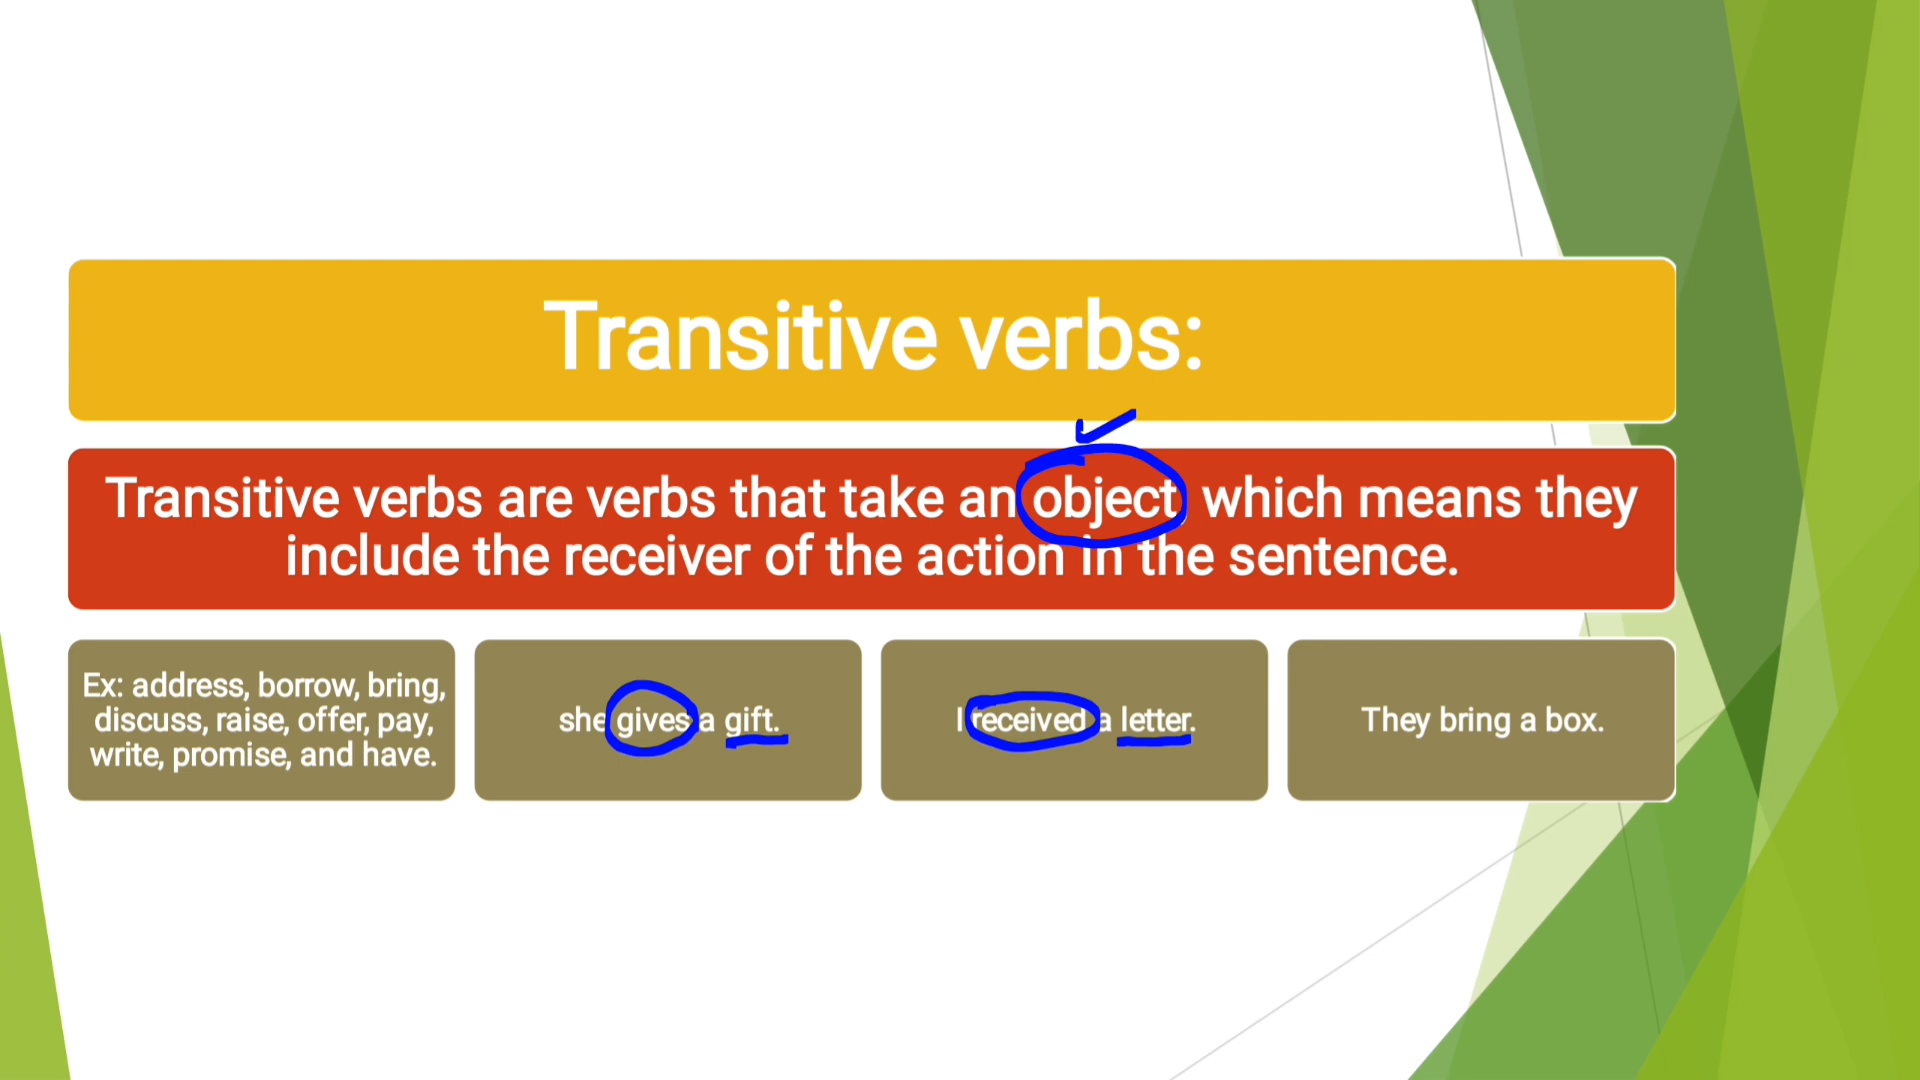 Transitive verbs:
Transitive verbs are verbs that take an object, which means they
include the receiver of the action in the sentence.
Ex: address, borrow, bring,
discuss, raise, offer, pay,
write, promise, and have.
she gives a gift.
I received a letter.
They bring a box.